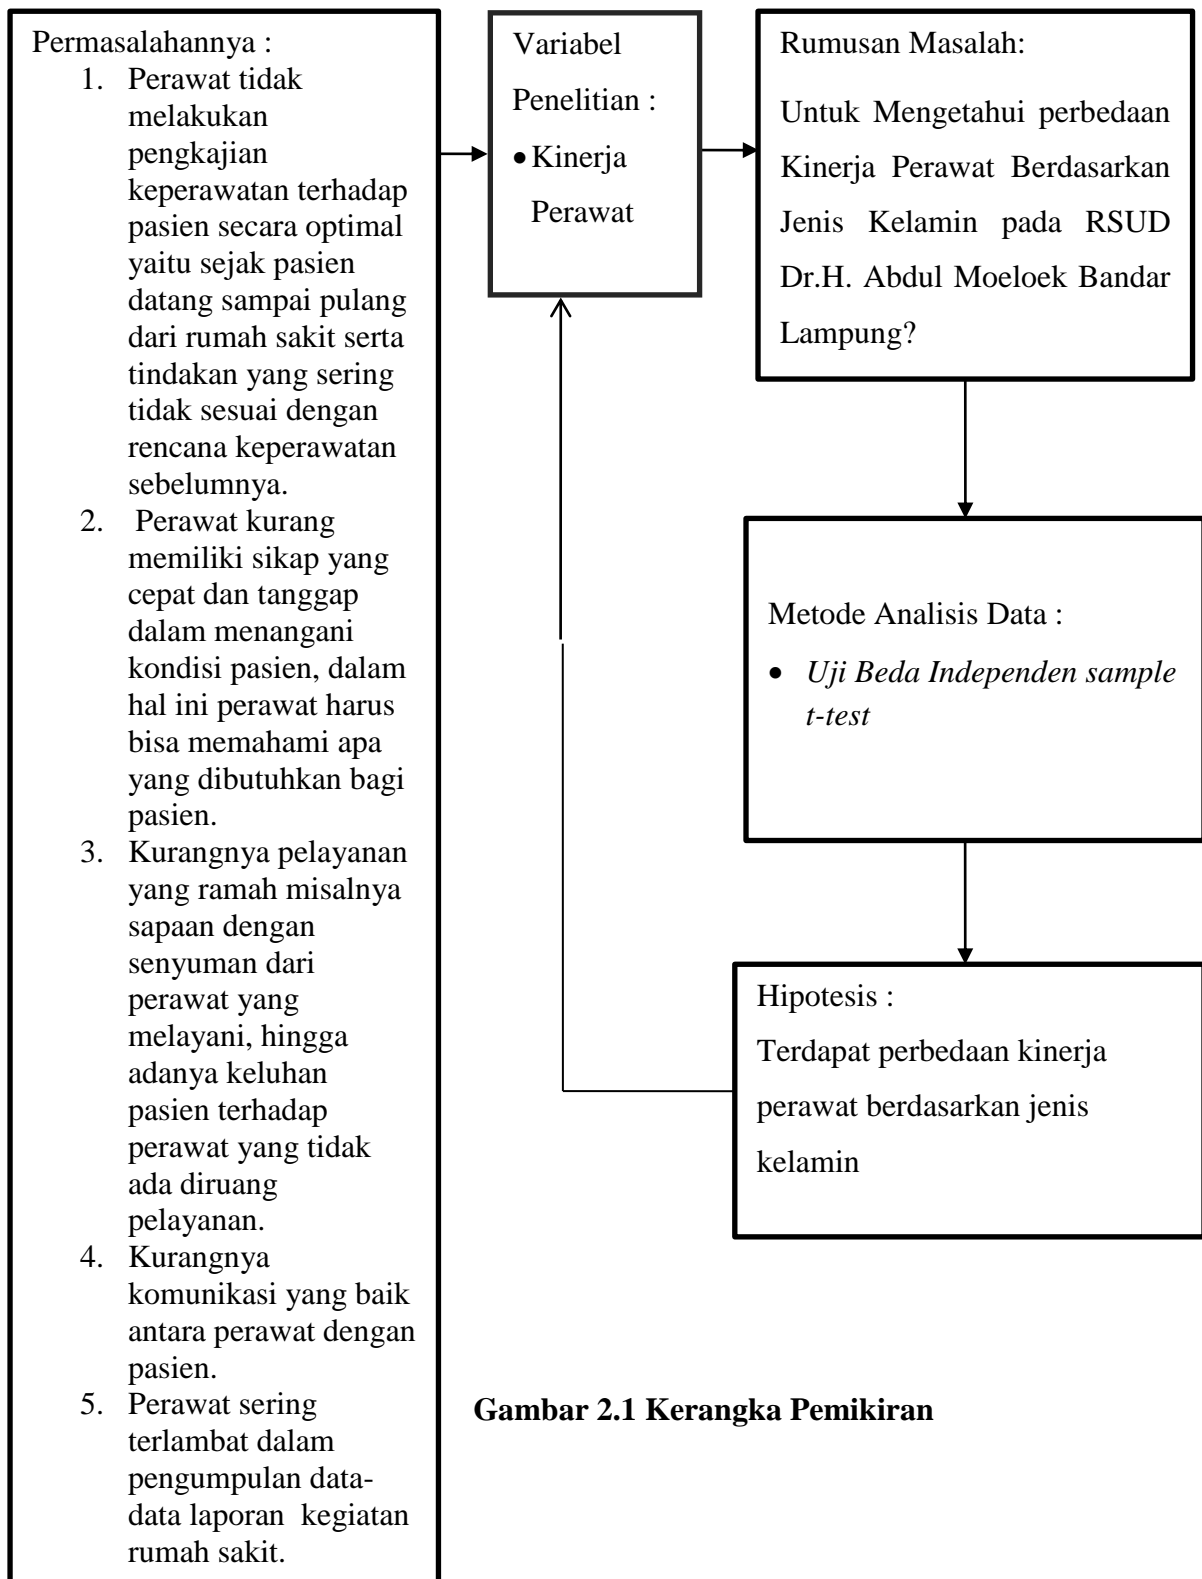 Permasalahannya :
1. Perawat tidak
melakukan
pengkajian
keperawatan terhadap
pasien secara optimal
yaitu sejak pasien
datang sampai pulang
dari rumah sakit serta
tindakan yang sering
tidak sesuai dengan
rencana keperawatan
sebelumnya.
2. Perawat kurang
memiliki sikap yang
cepat dan tanggap
dalam menangani
kondisi pasien, dalam
hal ini perawat harus
bisa memahami apa
yang dibutuhkan bagi
pasien.
3. Kurangnya pelayanan
yang ramah misalnya
sapaan dengan
senyuman dari
perawat yang
melayani, hingga
adanya keluhan
pasien terhadap
perawat yang tidak
ada diruang
pelayanan.
4. Kurangnya
komunikasi yang baik
antara perawat dengan
pasien.
5. Perawat sering
terlambat dalam
pengumpulan data-
data laporan kegiatan
rumah sakit.
Variabel
Penelitian :
• Kinerja
Perawat
Rumusan Masalah:
Untuk Mengetahui perbedaan
Kinerja Perawat Berdasarkan
Jenis Kelamin pada RSUD
Dr.H. Abdul Moeloek Bandar
Lampung?
Metode Analisis Data :
• Uji Beda Independen sample
t-test
Hipotesis :
Terdapat perbedaan kinerja
perawat berdasarkan jenis
kelamin
Gambar 2.1 Kerangka Pemikiran